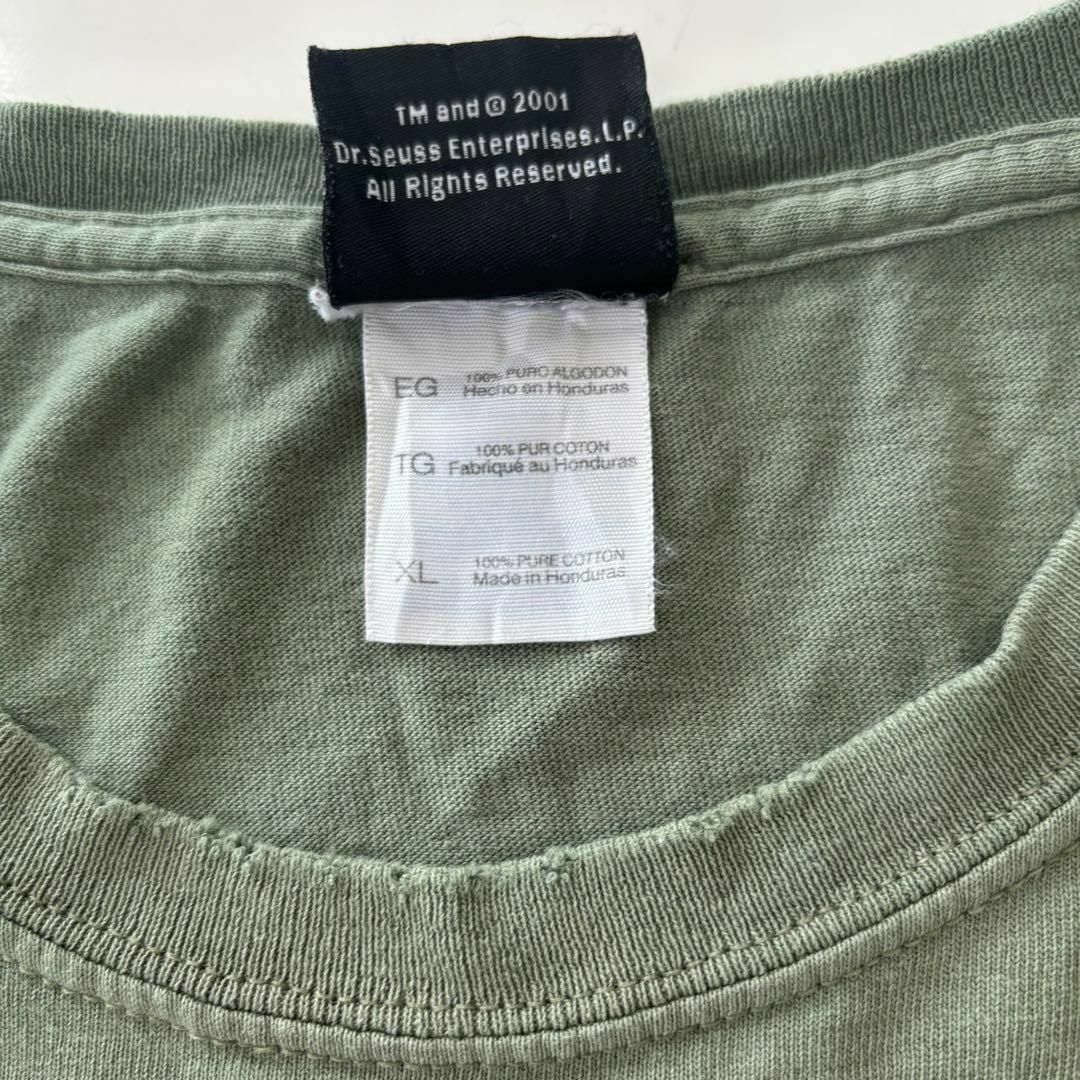 TM and © 2001
Dr.Seuss Enterprises.L.P.
All Rights Reserved.
EG 100% PURO ALGODON
Hecho en Honduras
TG 100% PUR COTON
Fabriqué au Honduras
XL 100% PURE COTTON
Made in Honduras